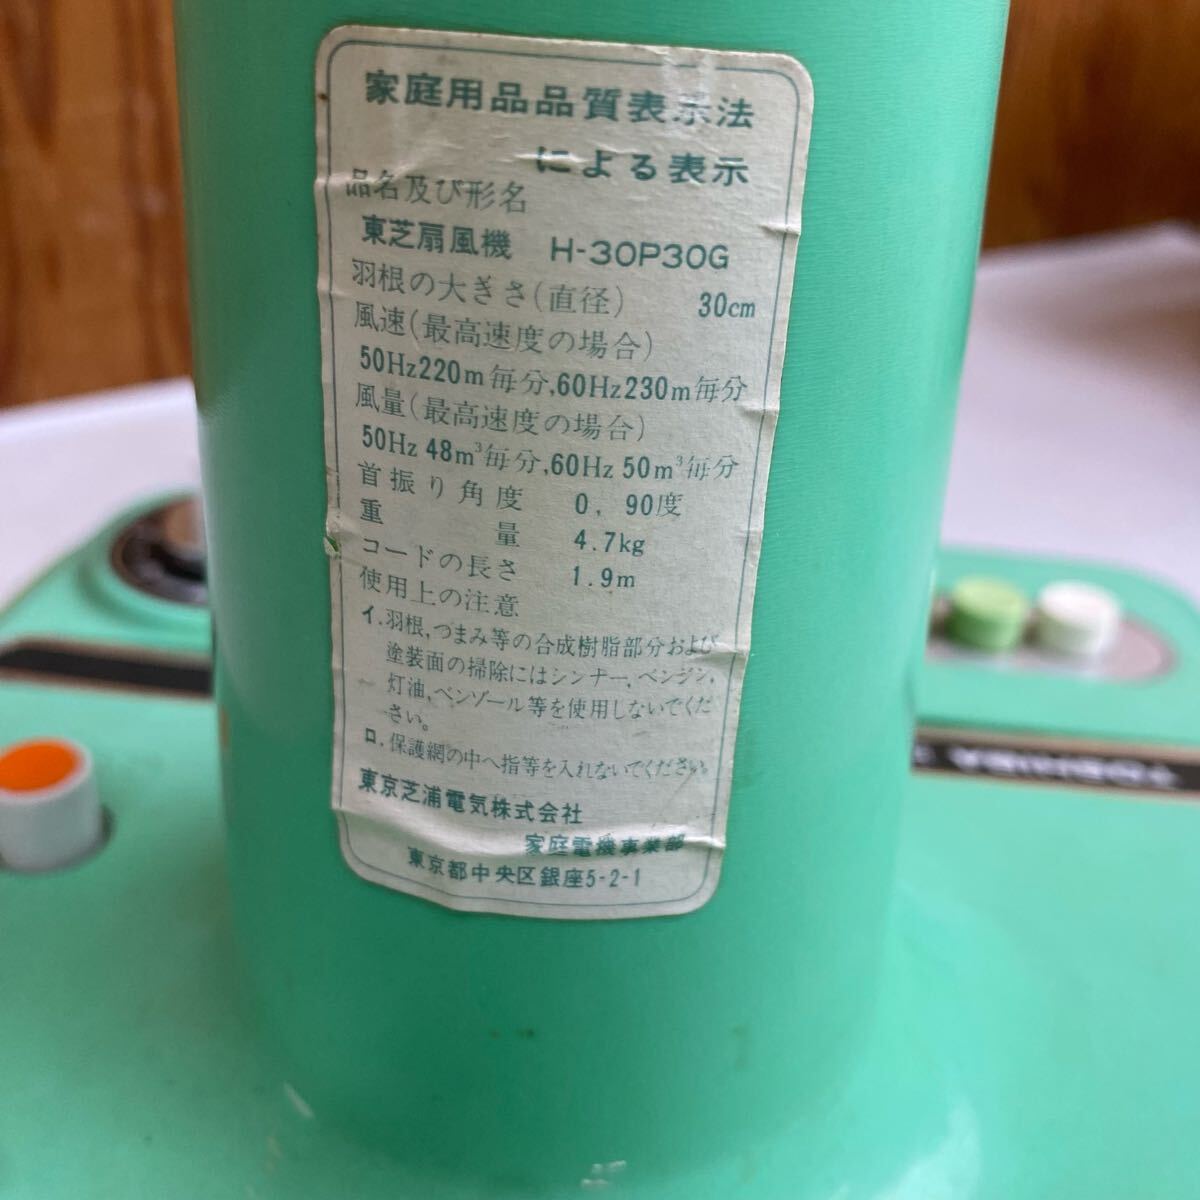 家庭用品品質表示法
による表示
品名及び形名
東芝扇風機 H-30P30G
羽根の大きさ(直径) 30cm
風速(最高速度の場合)
50Hz220m毎分,60Hz230m毎分
風量(最高速度の場合)
50Hz 48m³毎分,60Hz 50m³毎分
首振り角度 0, 90度
重量 4.7kg
コードの長さ 1.9m
使用上の注意
イ.羽根,つまみ等の合成樹脂部分および
塗装面の掃除にはシンナー,ベンジン,
灯油,ベンゾール等を使用しないでくだ
さい。
ロ.保護網の中へ指等を入れないでください。
東京芝浦電気株式会社
家庭電機事業部
東京都中央区銀座5-2-1
TOSHIBA